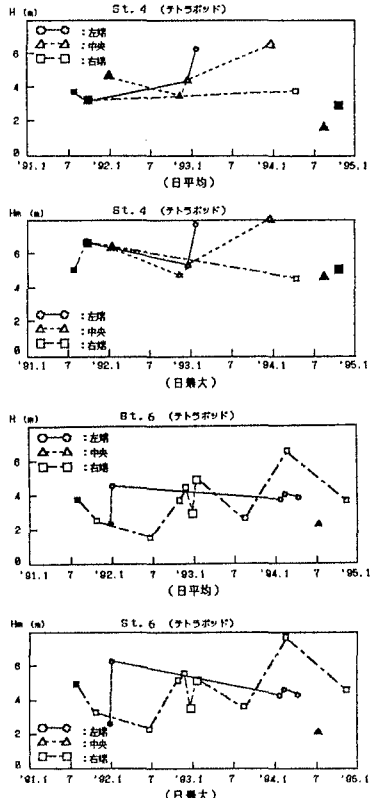 H (m) St.4 (テトラポッド)
○—○ :左端
△---△ :中央
□—-□ :右端
6
4
2
0
'91.1 7 '92.1 7 '93.1 7 '94.1 7 '95.1
(日平均)
Hm (m) St.4 (テトラポッド)
○—○ :左端
△---△ :中央
□—-□ :右端
6
4
2
0
'91.1 7 '92.1 7 '93.1 7 '94.1 7 '95.1
(日最大)
H (m) St.6 (テトラポッド)
○—○ :左端
△---△ :中央
□—-□ :右端
6
4
2
0
'91.1 7 '92.1 7 '93.1 7 '94.1 7 '95.1
(日平均)
Hm (m) St.6 (テトラポッド)
6
4
2
○—○ :左端
△---△ :中央
□—-□ :右端
0
'91.1 7 '92.1 7 '93.1 7 '94.1 7 '95.1
(日最大)